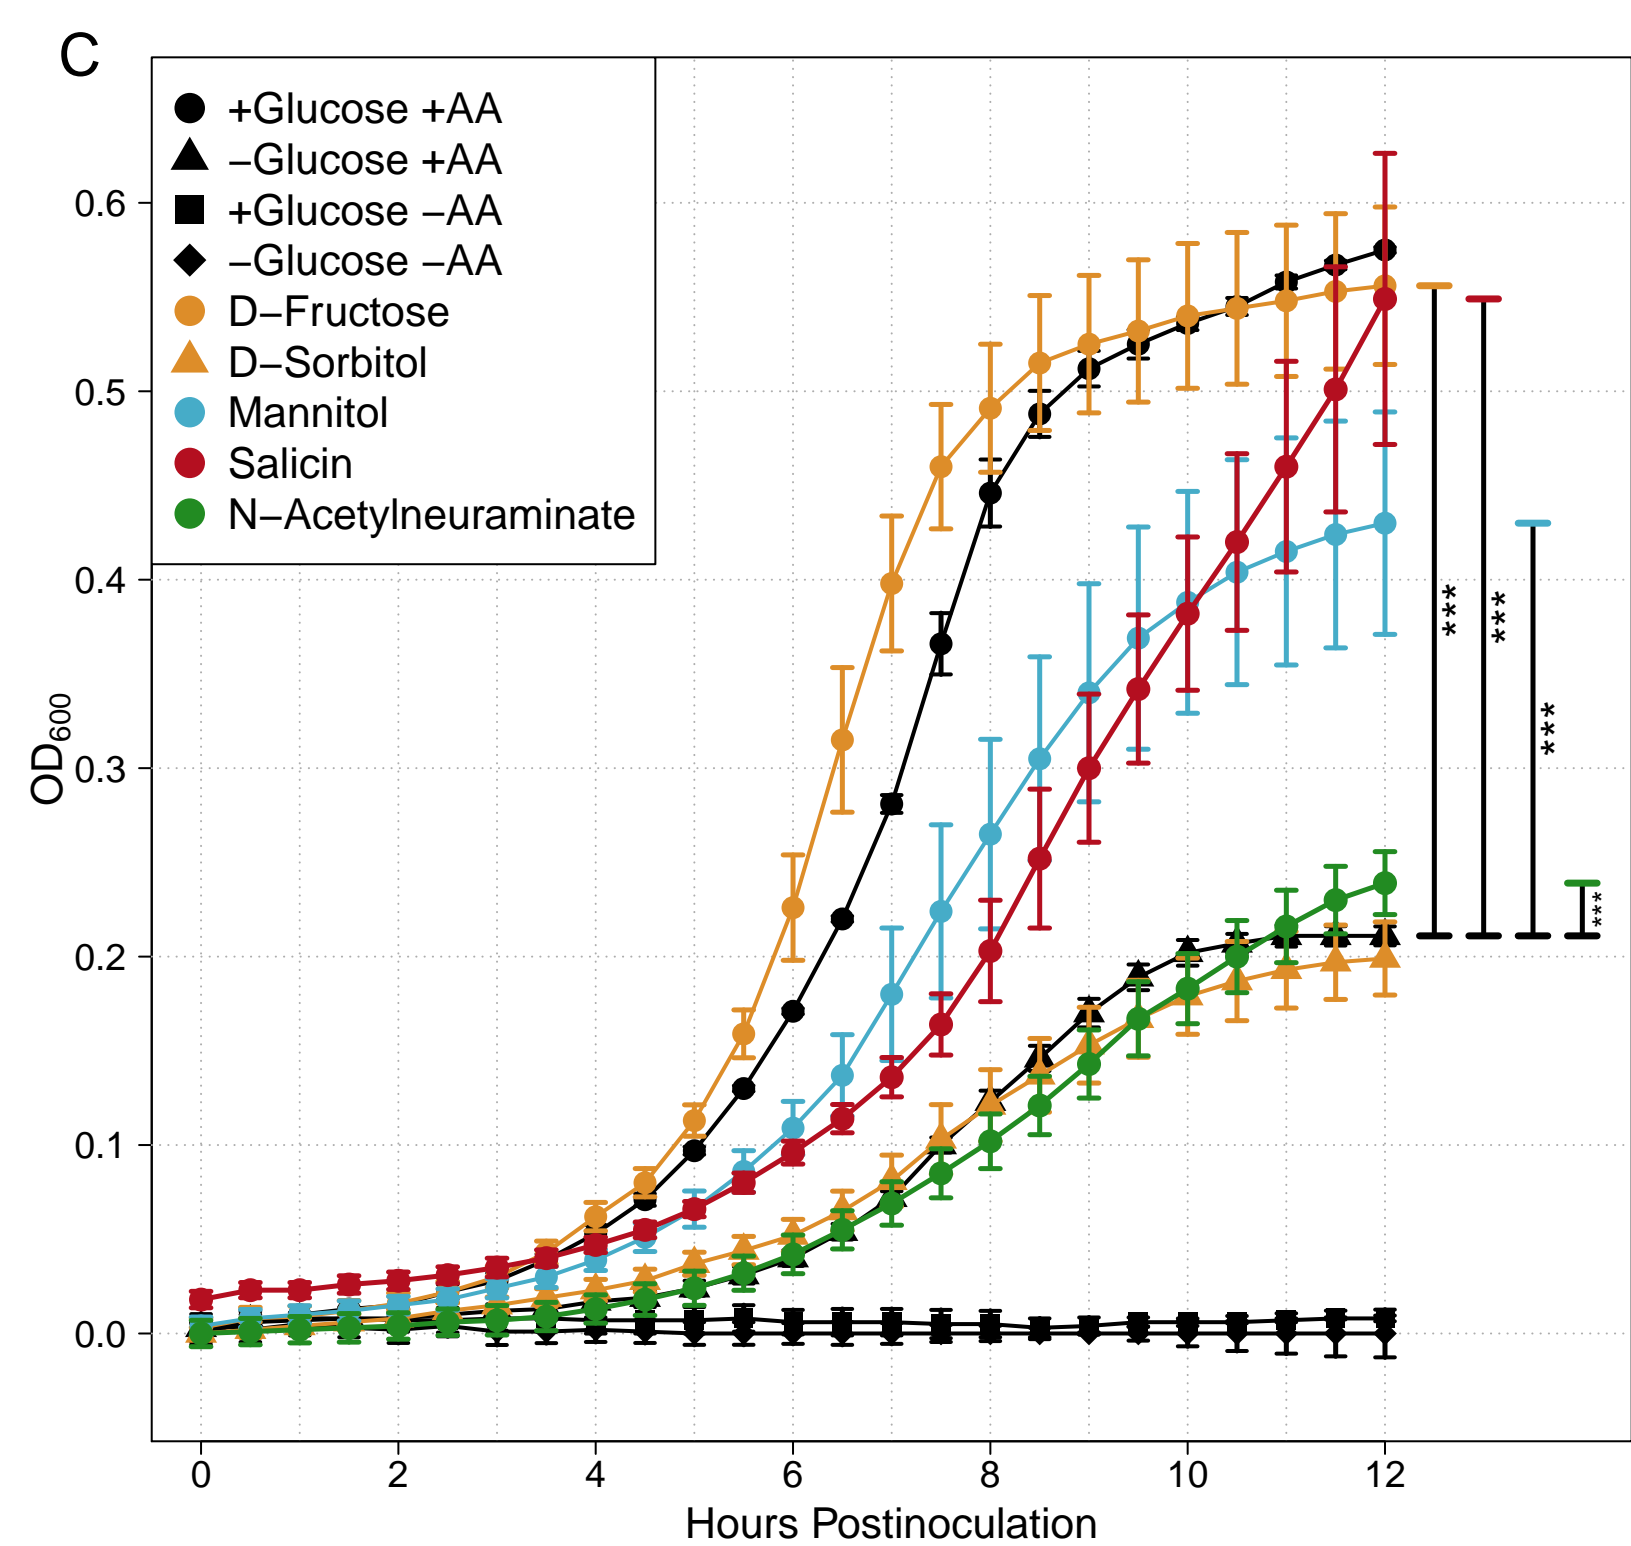 C
+Glucose +AA
−Glucose +AA
+Glucose −AA
−Glucose −AA
D−Fructose
D−Sorbitol
Mannitol
Salicin
N−Acetylneuraminate
0.6
0.5
0.4
0.3
0.2
0.1
0.0
OD600
***
***
***
***
0 2 4 6 8 10 12
Hours Postinoculation